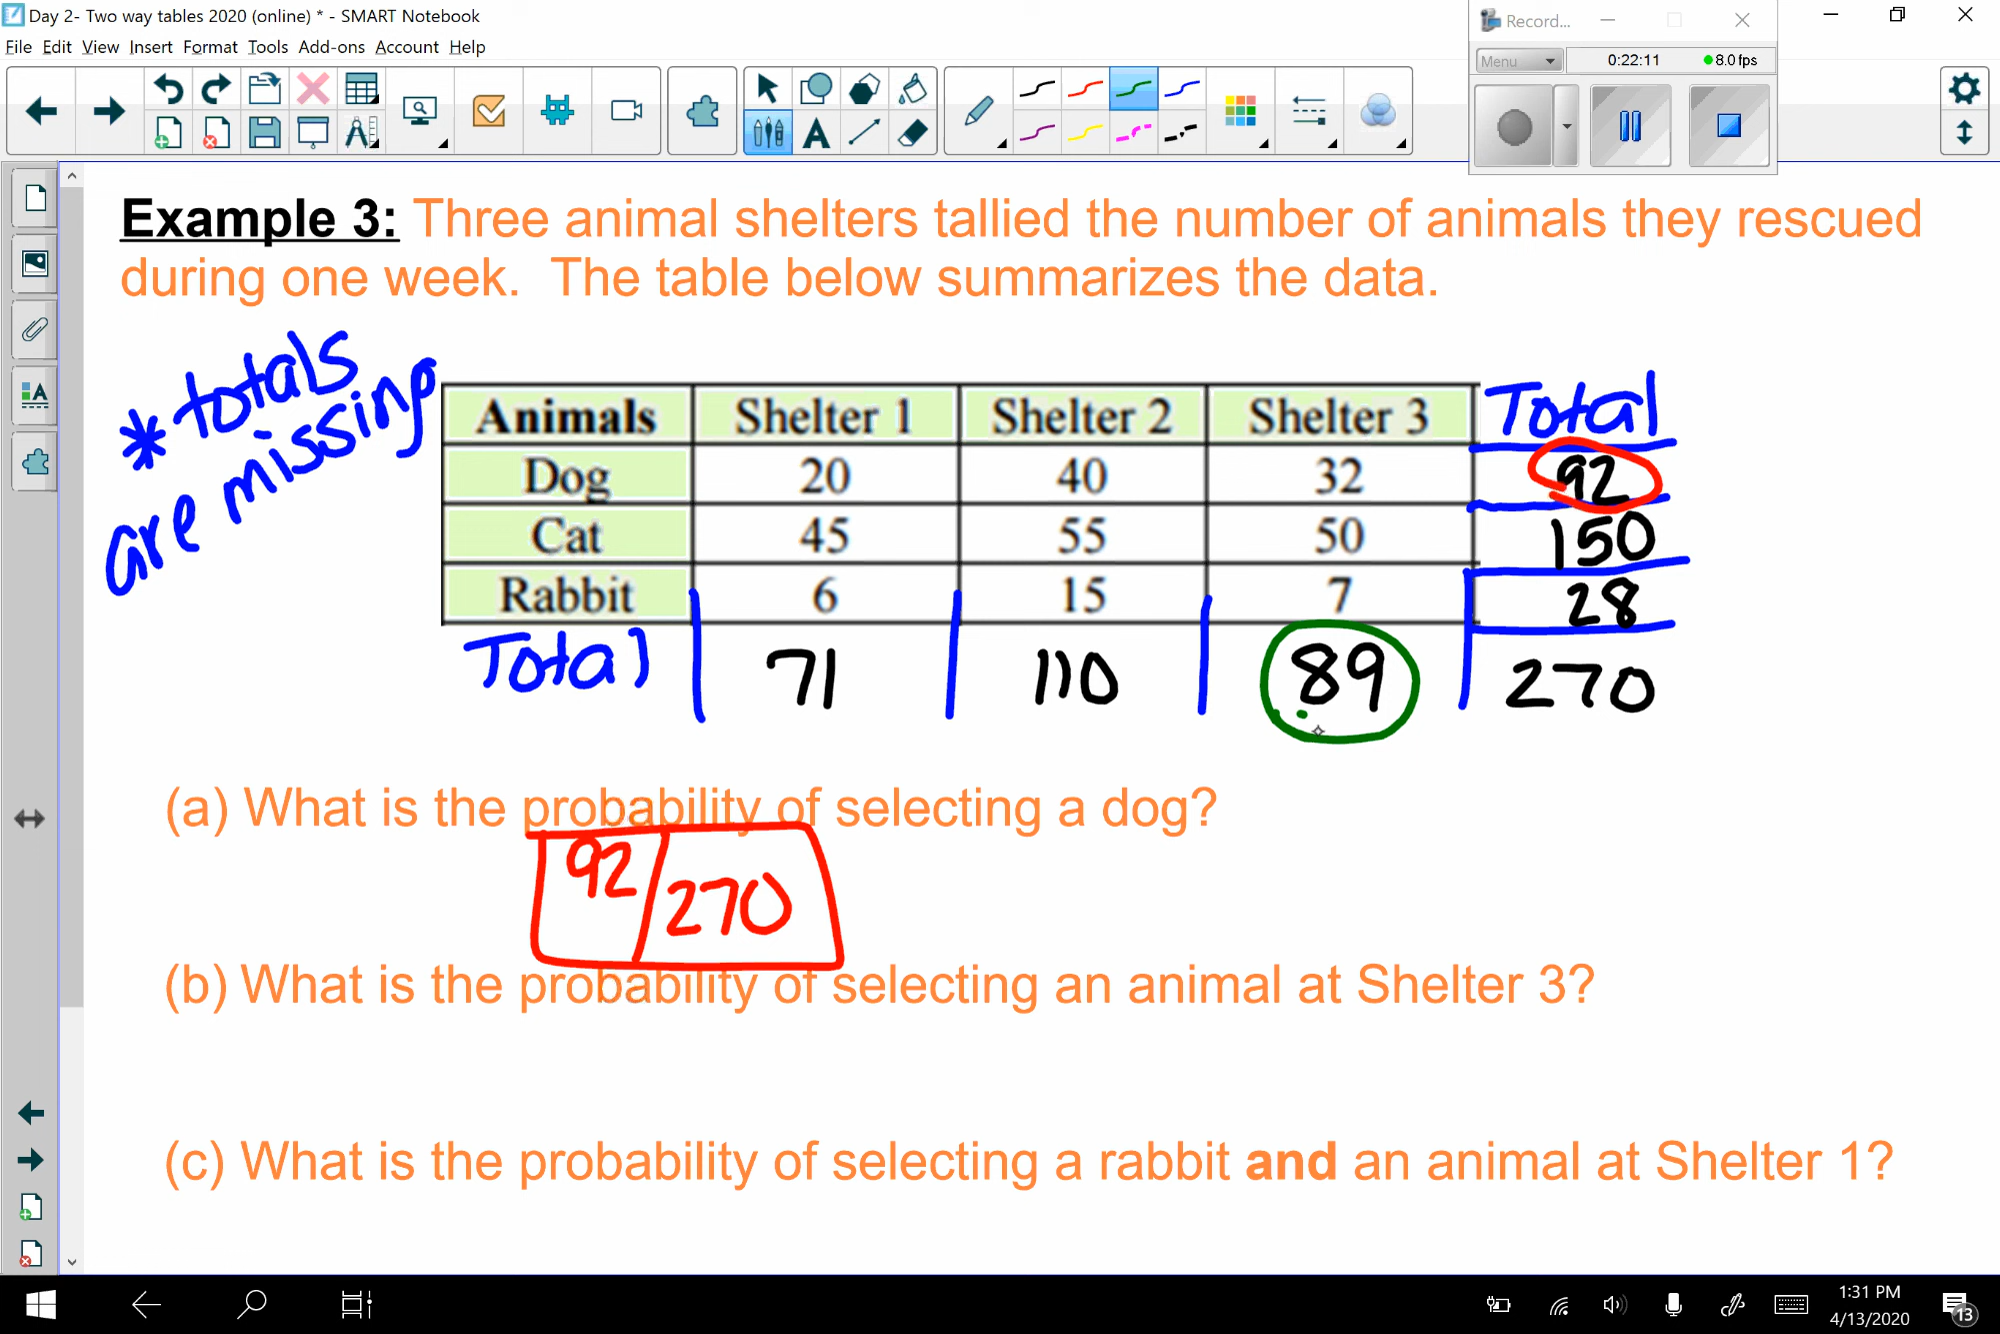 Day 2- Two way tables 2020 (online) * - SMART Notebook
Record...
File Edit View Insert Format Tools Add-ons Account Help
Menu 0:22:11 8.0 fps
Example 3: Three animal shelters tallied the number of animals they rescued
during one week. The table below summarizes the data.
* totals
are missing
Animals Shelter 1 Shelter 2 Shelter 3 Total
Dog 20 40 32 92
Cat 45 55 50 150
Rabbit 6 15 7 28
Total 71 110 89 270
(a) What is the probability of selecting a dog?
92/270
(b) What is the probability of selecting an animal at Shelter 3?
(c) What is the probability of selecting a rabbit and an animal at Shelter 1?
1:31 PM
4/13/2020
13